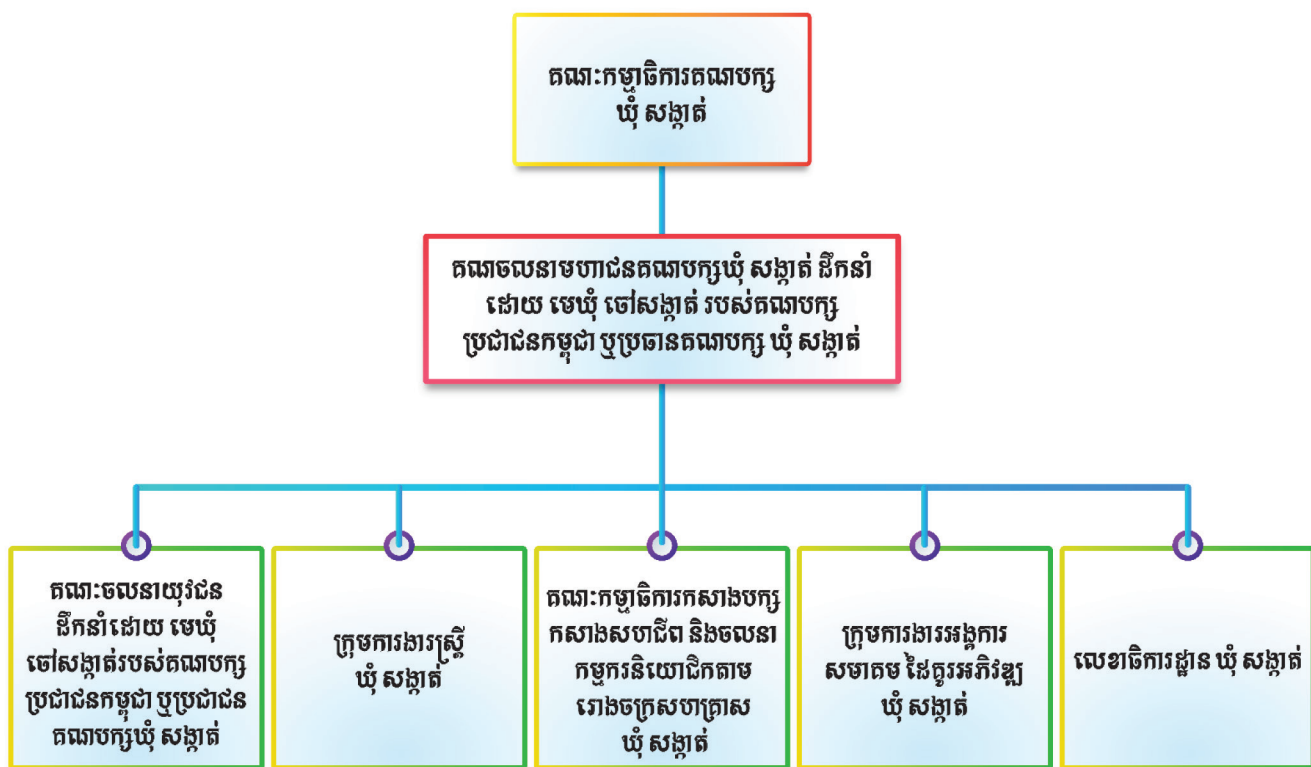 គណៈកម្មាធិការគណបក្ស
ឃុំ សង្កាត់
គណចលនាមហាជនគណបក្សឃុំ សង្កាត់ ដឹកនាំ
ដោយ មេឃុំ ចៅសង្កាត់ របស់គណបក្ស
ប្រជាជនកម្ពុជា ឬប្រធានគណបក្ស ឃុំ សង្កាត់
គណៈចលនាយុវជន
ដឹកនាំដោយ មេឃុំ
ចៅសង្កាត់របស់គណបក្ស
ប្រជាជនកម្ពុជា ឬប្រជាជន
គណបក្សឃុំ សង្កាត់
ក្រុមការងារស្ត្រី
ឃុំ សង្កាត់
គណៈកម្មាធិការកសាងបក្ស
កសាងសហជីព និងចលនា
កម្មករនិយោជិកតាម
រោងចក្រសហគ្រាស
ឃុំ សង្កាត់
ក្រុមការងារអង្គការ
សមាគម ដៃគូរអភិវឌ្ឍ
ឃុំ សង្កាត់
លេខាធិការដ្ឋាន ឃុំ សង្កាត់